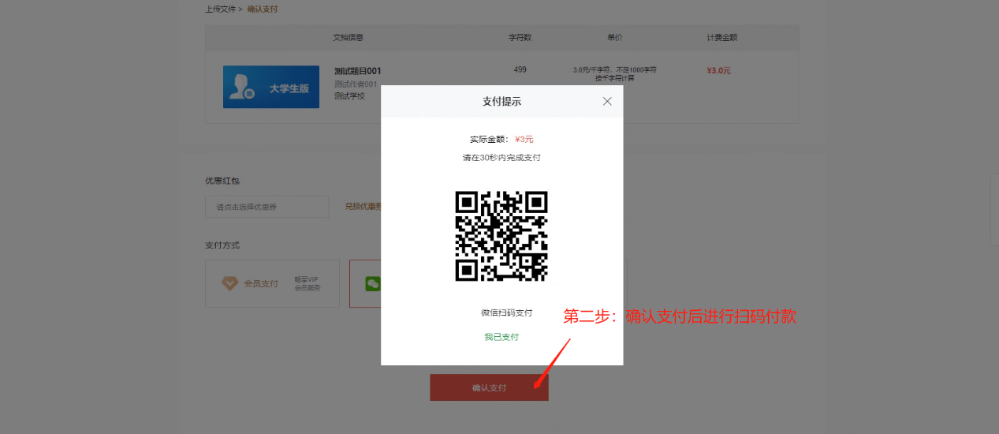 上传文件 > 确认支付
文档信息 字符数 单价 计费金额
大学生版
测试题目001
测试作者001
测试学校
499
3.0元/千字符，不足1000字符
按千字符计算
¥3.0元
支付提示
实际金额： ¥3元
请在30秒内完成支付
优惠红包
请点击选择优惠券
兑换优惠券
支付方式
会员支付
畅享VIP
会员服务
微信扫码支付
我已支付
第二步：确认支付后进行扫码付款
确认支付